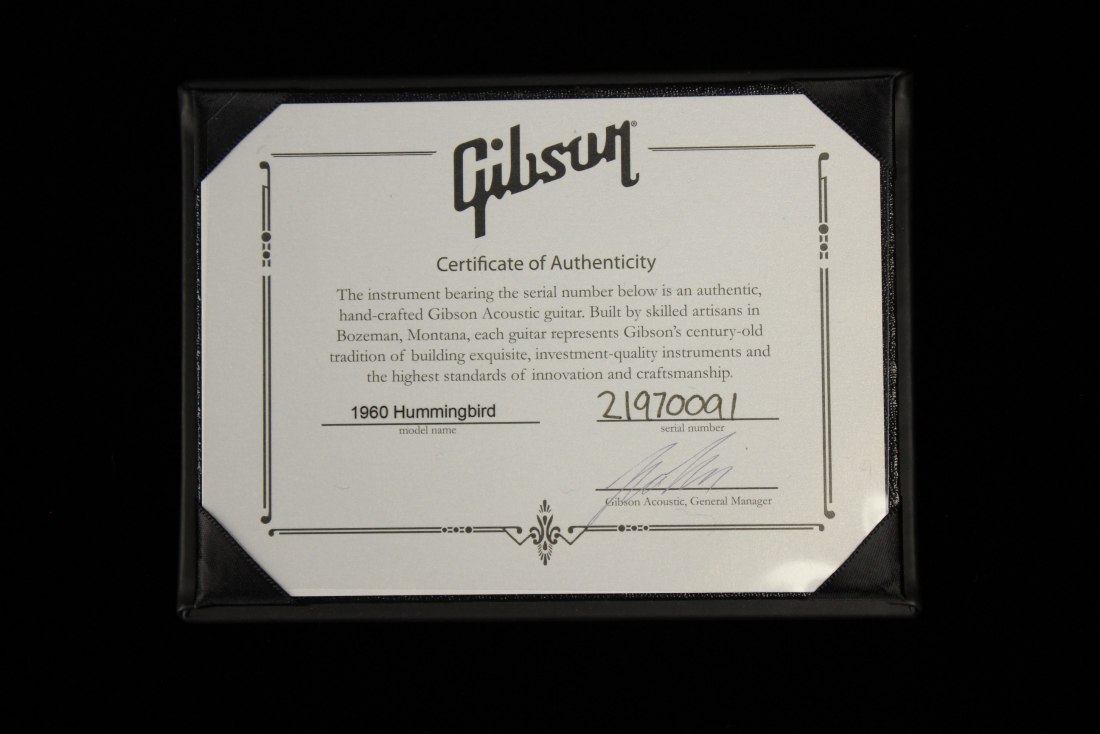 Gibson®
Certificate of Authenticity
The instrument bearing the serial number below is an authentic,
hand-crafted Gibson Acoustic guitar. Built by skilled artisans in
Bozeman, Montana, each guitar represents Gibson's century-old
tradition of building exquisite, investment-quality instruments and
the highest standards of innovation and craftsmanship.
1960 Hummingbird 21970091
model name serial number
Gibson Acoustic, General Manager